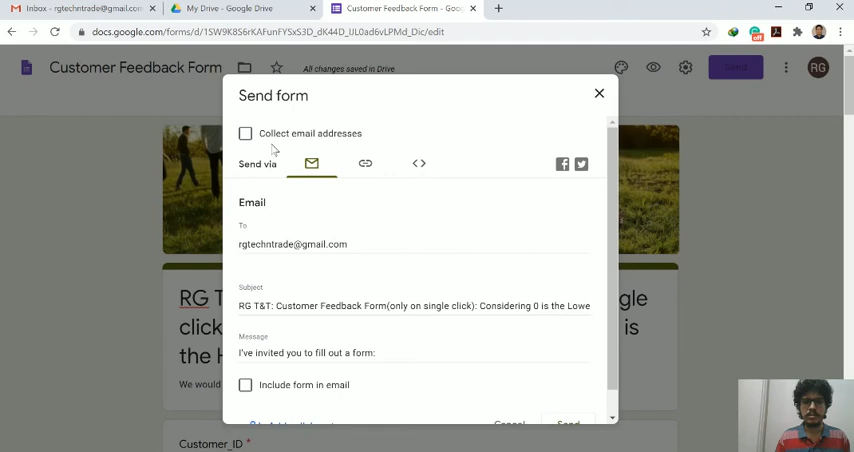 Inbox - rgtechntrade@gmail.com
My Drive - Google Drive
Customer Feedback Form - Goog
docs.google.com/forms/d/1SW9K8S6rKAFunFYSxS3D_dK44D_IJL0ad6vLPMd_Dic/edit
off
Customer Feedback Form
All changes saved in Drive
Send
RG
Send form
Collect email addresses
Send via
Email
To
rgtechntrade@gmail.com
Subject
RG T&T: Customer Feedback Form(only on single click): Considering 0 is the Lowe
Message
I've invited you to fill out a form:
Include form in email
Cancel
Send
RG T
click
the H
We would
gle
is
Customer_ID *